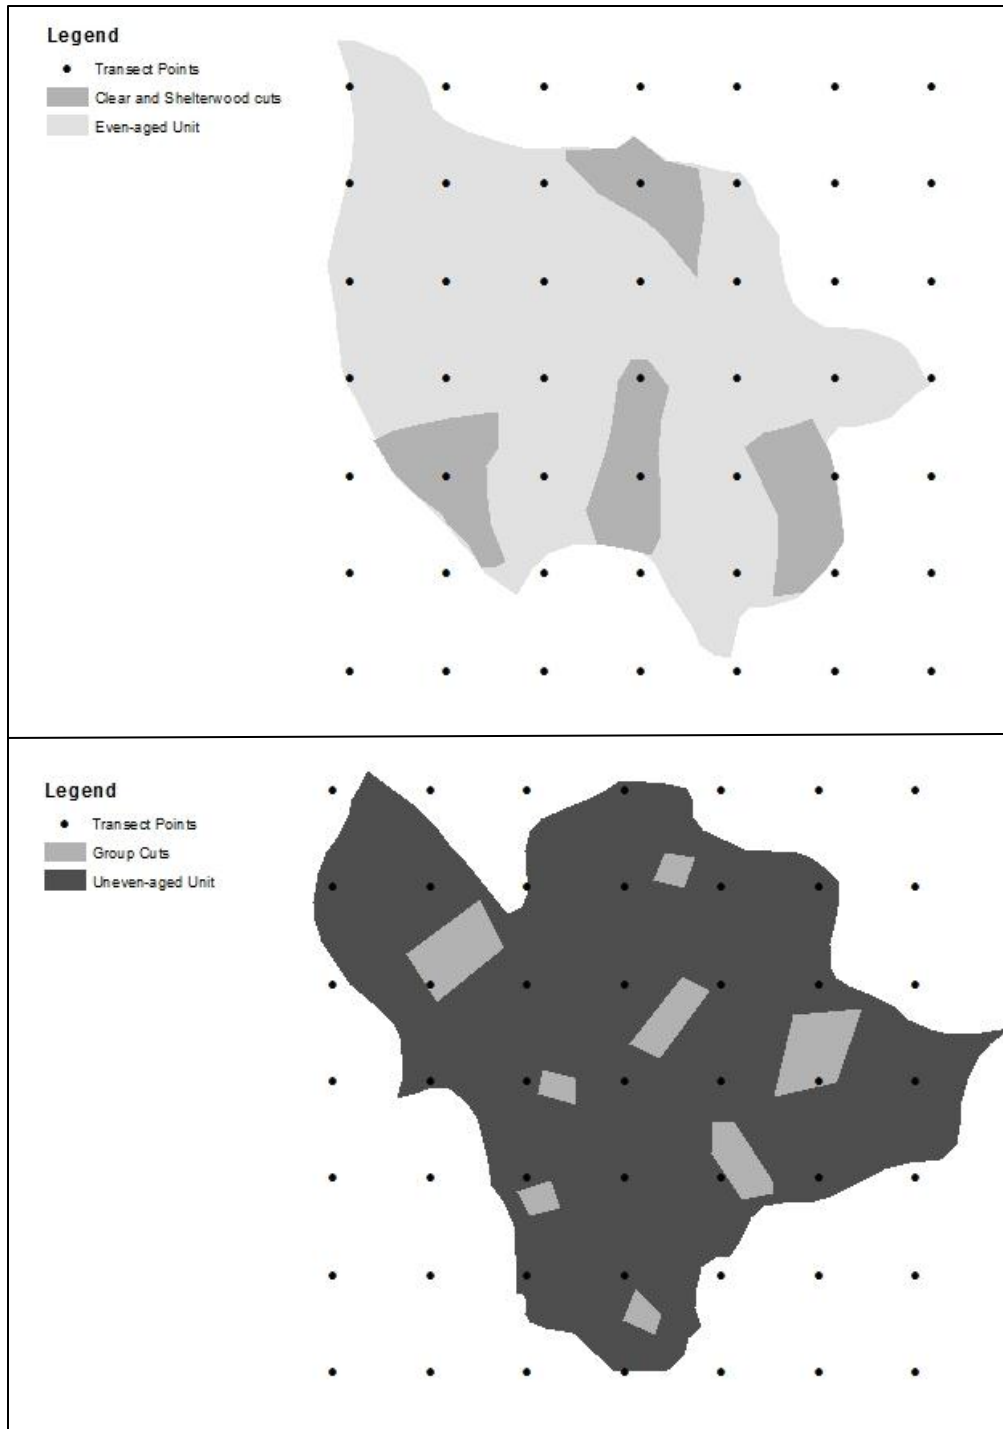 Legend
Transect Points
Clear and Shelterwood cuts
Even-aged Unit
Legend
Transect Points
Group Cuts
Uneven-aged Unit